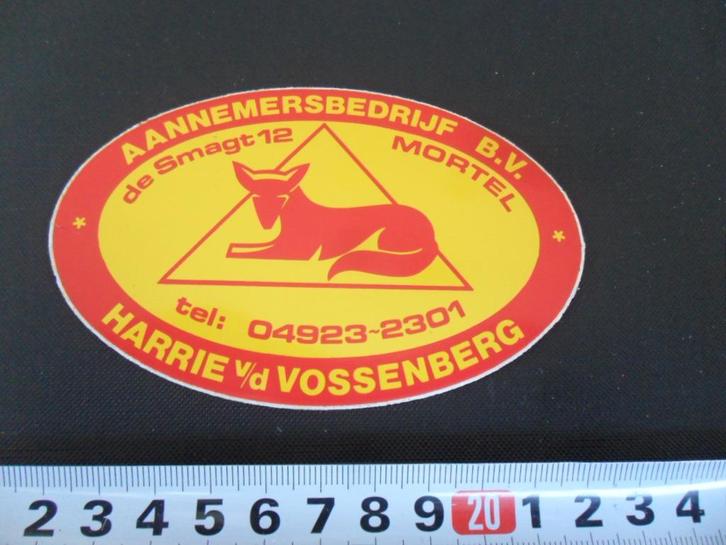 AANNEMERSBEDRIJF B.V.
de Smagt 12 MORTEL
tel: 04923~2301
HARRIE v/d VOSSENBERG
2 3 4 5 6 7 8 9 20 1 2 3 4